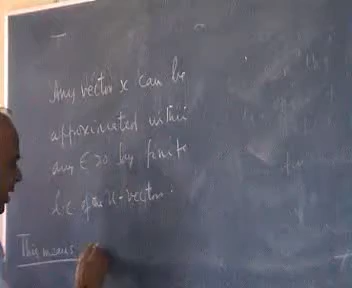 Any vector x can be
approximated within
any ε>0 by finite
l.c of the u-vectors.
This means